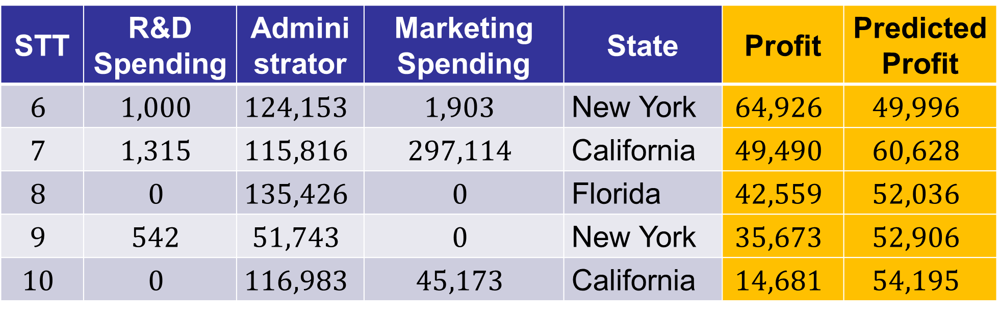 STT R&D Spending Admini strator Marketing Spending State Profit Predicted Profit
6 1,000 124,153 1,903 New York 64,926 49,996
7 1,315 115,816 297,114 California 49,490 60,628
8 0 135,426 0 Florida 42,559 52,036
9 542 51,743 0 New York 35,673 52,906
10 0 116,983 45,173 California 14,681 54,195